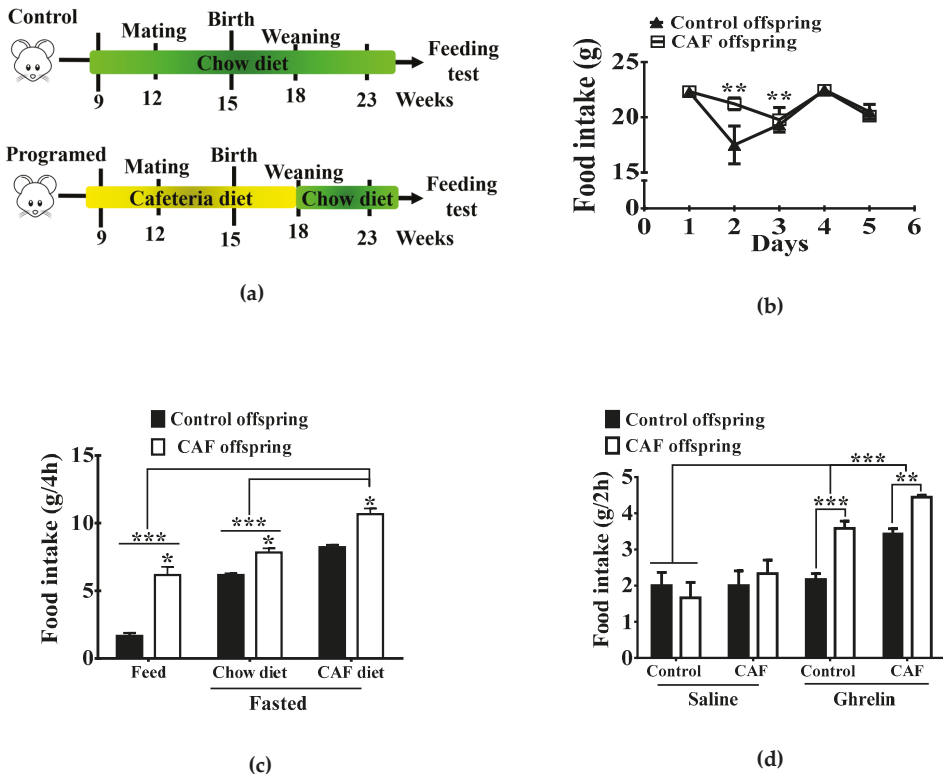 Control
Mating
Birth
Weaning
Chow diet
Feeding
test
9
12
15
18
23
Weeks
Programed
Mating
Birth
Weaning
Cafeteria diet
Chow diet
Feeding
test
9
12
15
18
23
Weeks
(a)
Control offspring
CAF offspring
Food intake (g)
25
20
15
0
** **
0 1 2 3 4 5 6
Days
(b)
Control offspring
CAF offspring
Food intake (g/4h)
15
10
5
0
***
*
***
*
*
Feed
Chow diet
CAF diet
Fasted
(c)
Control offspring
CAF offspring
Food intake (g/2h)
5
4
3
2
1
0
***
***
**
Control
CAF
Control
CAF
Saline
Ghrelin
(d)